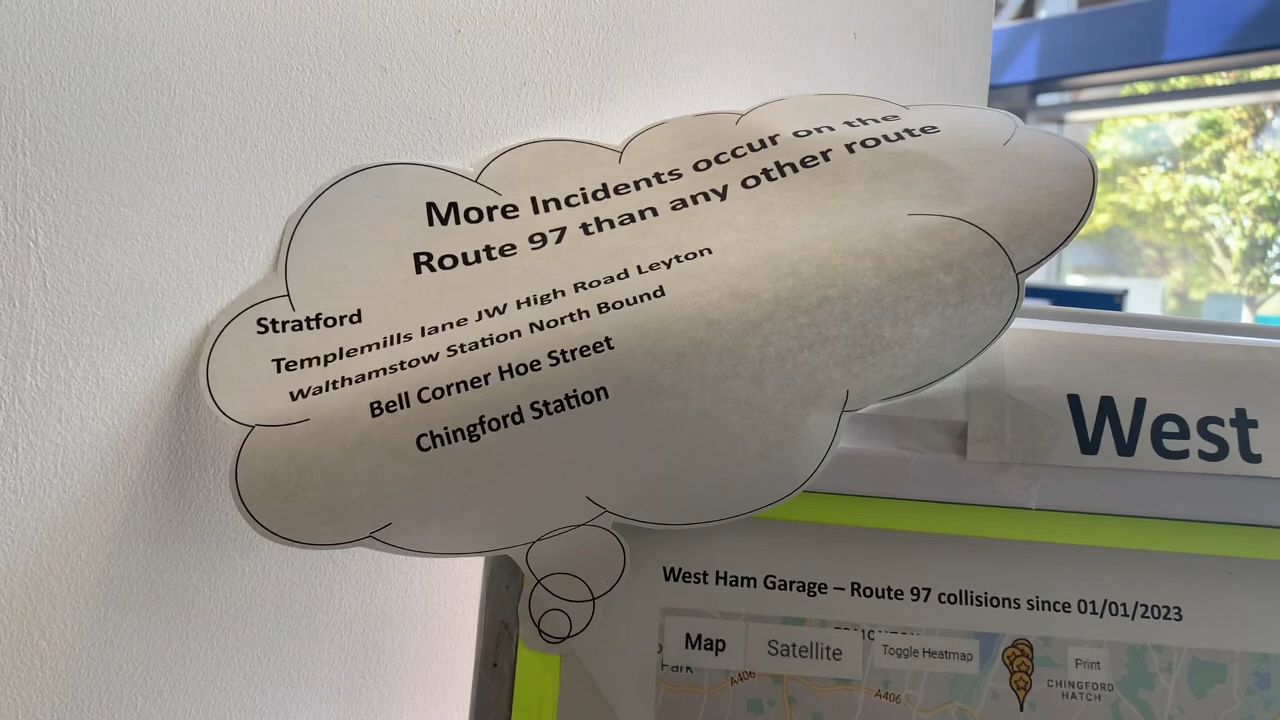 More Incidents occur on the
Route 97 than any other route
Stratford
Templemills lane JW High Road Leyton
Walthamstow Station North Bound
Bell Corner Hoe Street
Chingford Station
West
West Ham Garage – Route 97 collisions since 01/01/2023
Map
Satellite
Toggle Heatmap
Print
Park
A406
A406
CHINGFORD
HATCH